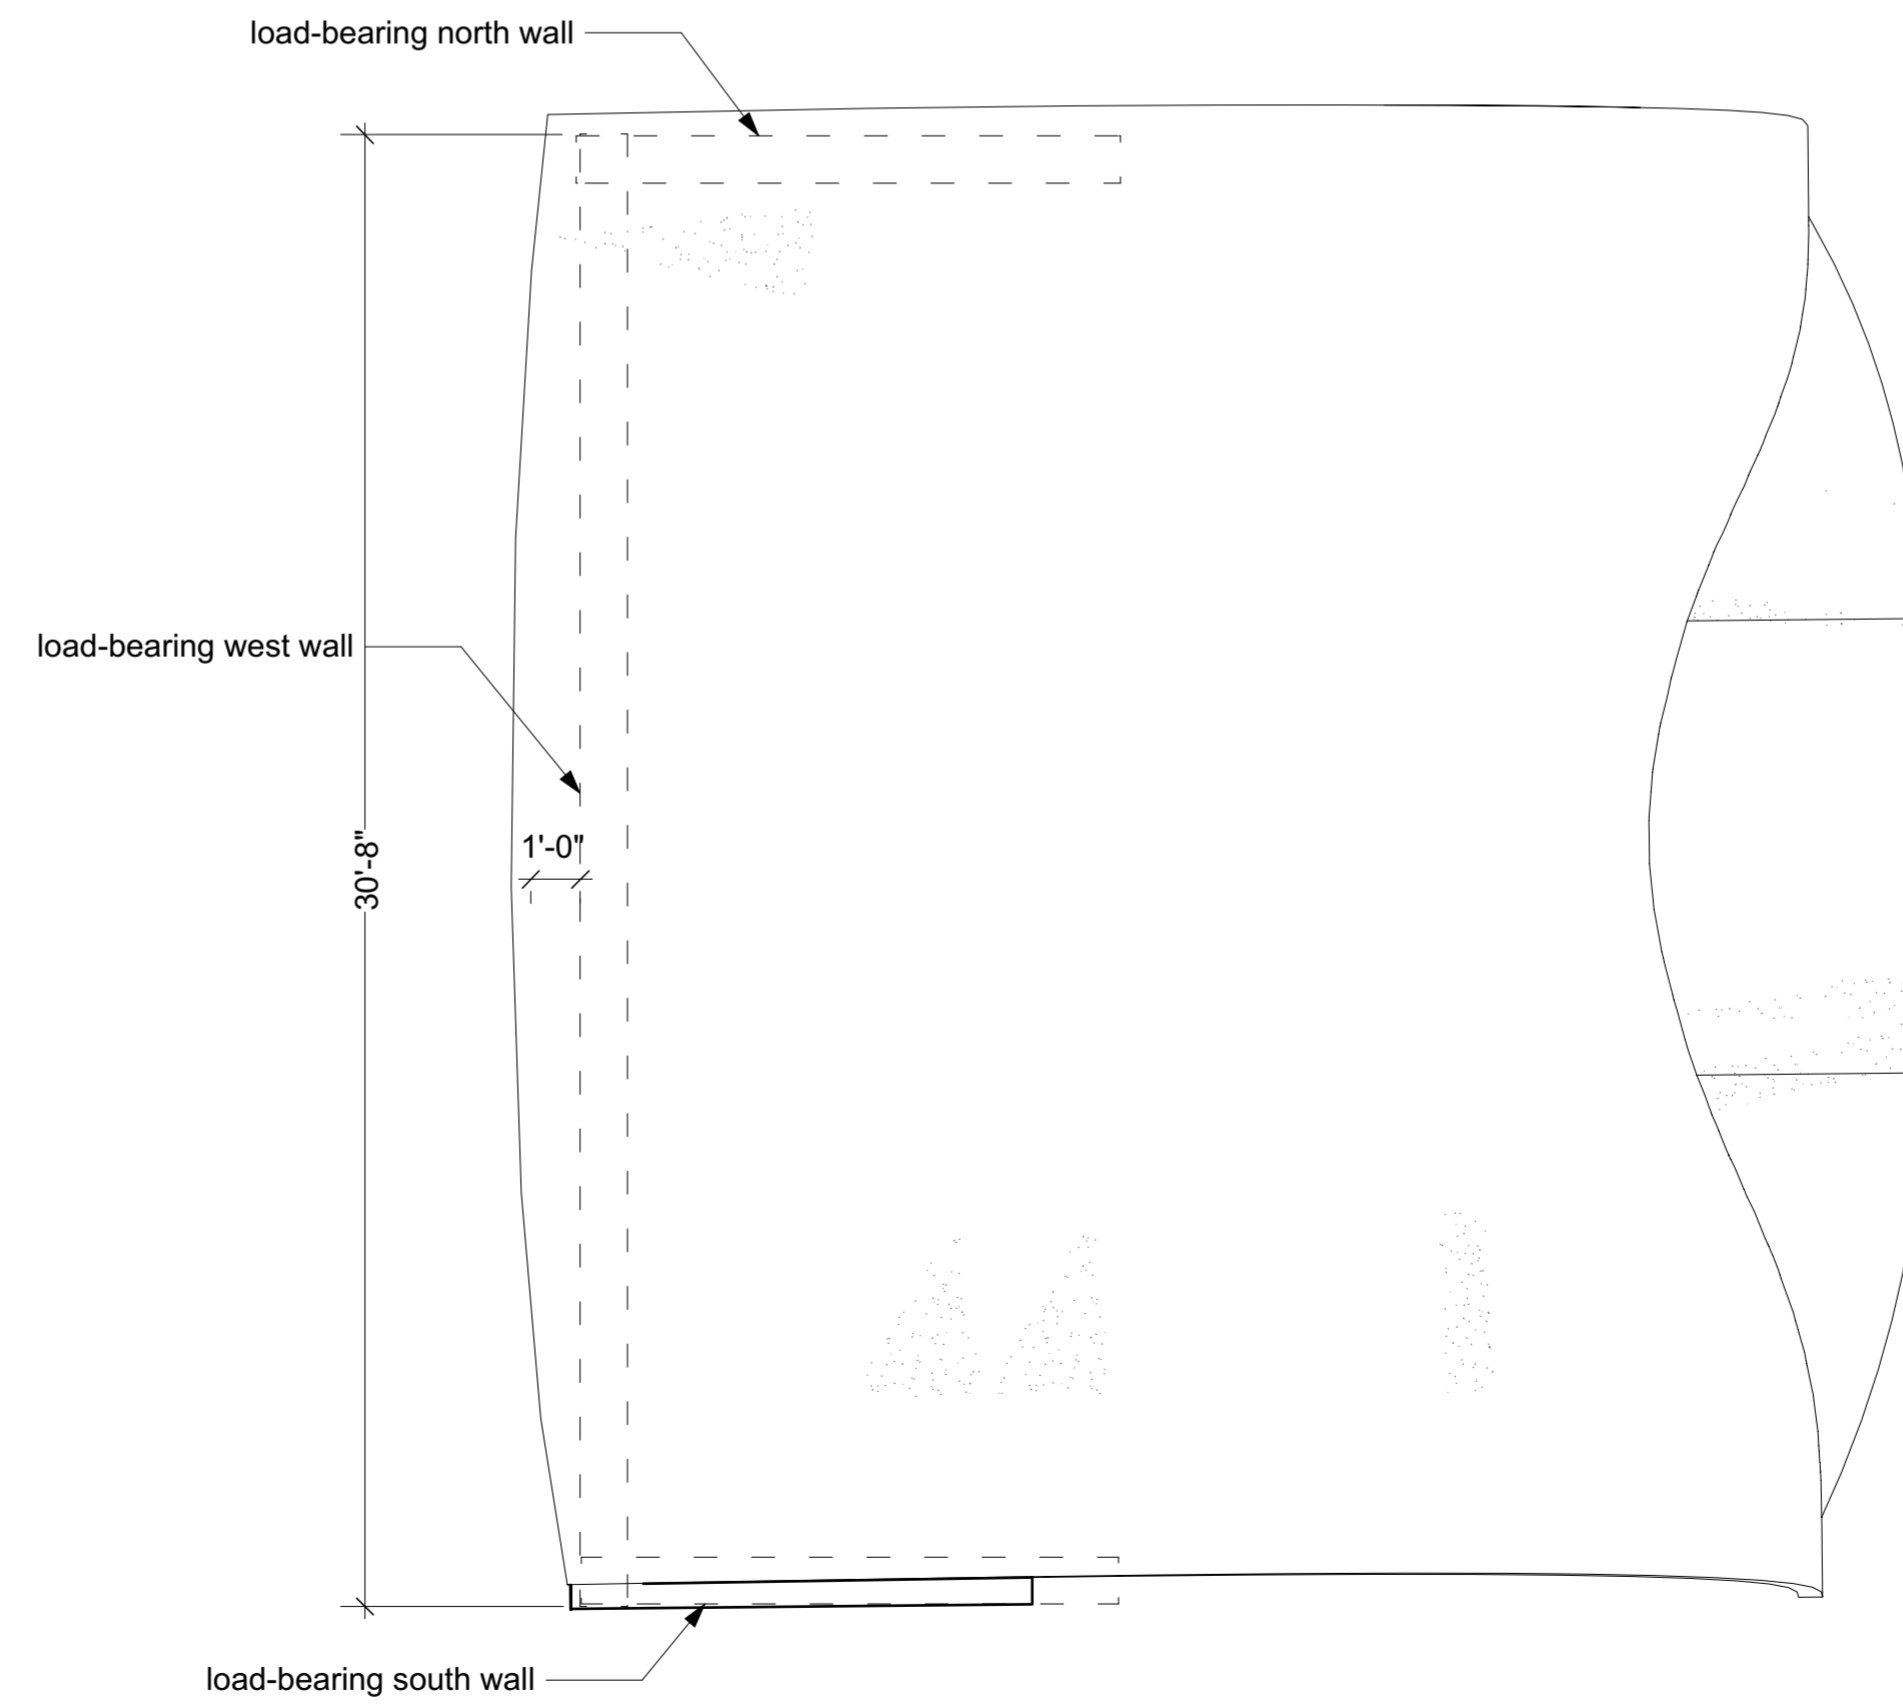 load-bearing north wall
load-bearing west wall
1'-0"
30'-8"
load-bearing south wall